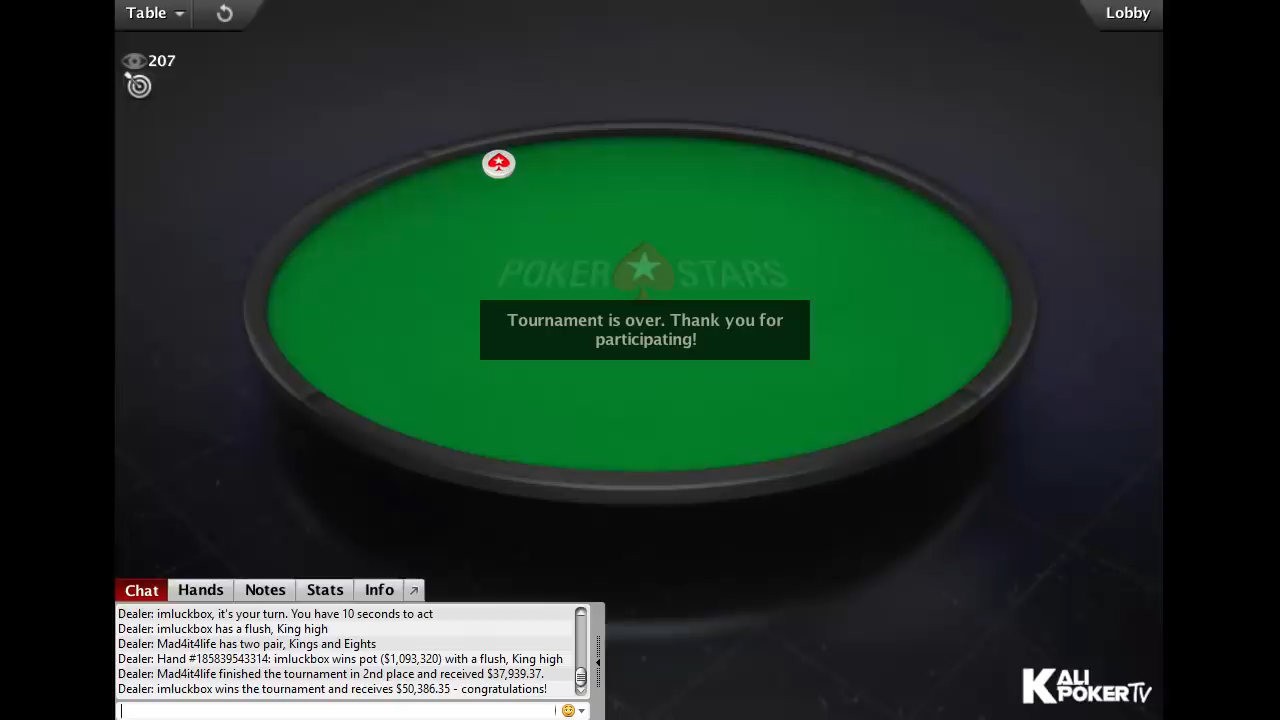 Table
Lobby
207
POKER STARS
Tournament is over. Thank you for
participating!
Chat Hands Notes Stats Info
Dealer: imluckbox, it's your turn. You have 10 seconds to act
Dealer: imluckbox has a flush, King high
Dealer: Mad4it4life has two pair, Kings and Eights
Dealer: Hand #185839543314: imluckbox wins pot ($1,093,320) with a flush, King high
Dealer: Mad4it4life finished the tournament in 2nd place and received $37,939.37.
Dealer: imluckbox wins the tournament and receives $50,386.35 - congratulations!
KALI
POKER TV